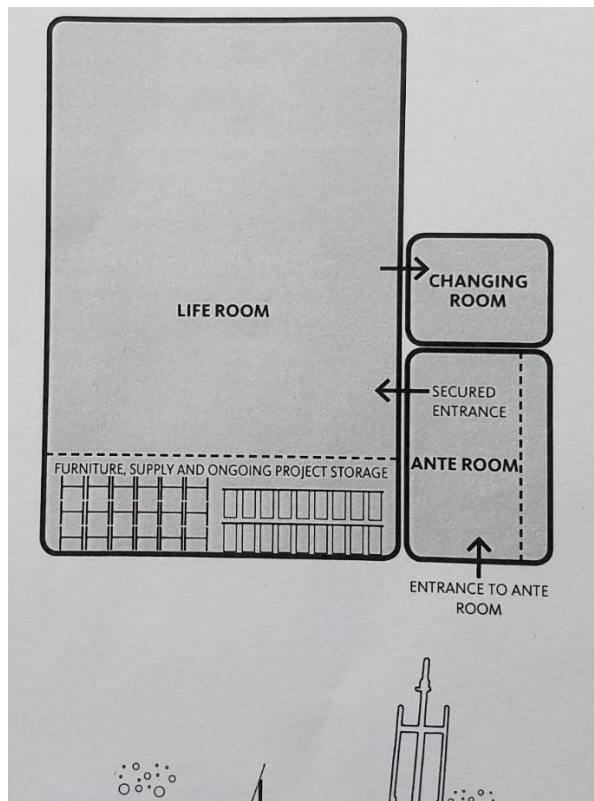 CHANGING
ROOM
LIFE ROOM
SECURED
ENTRANCE
ANTE ROOM
FURNITURE, SUPPLY AND ONGOING PROJECT STORAGE
ENTRANCE TO ANTE
ROOM